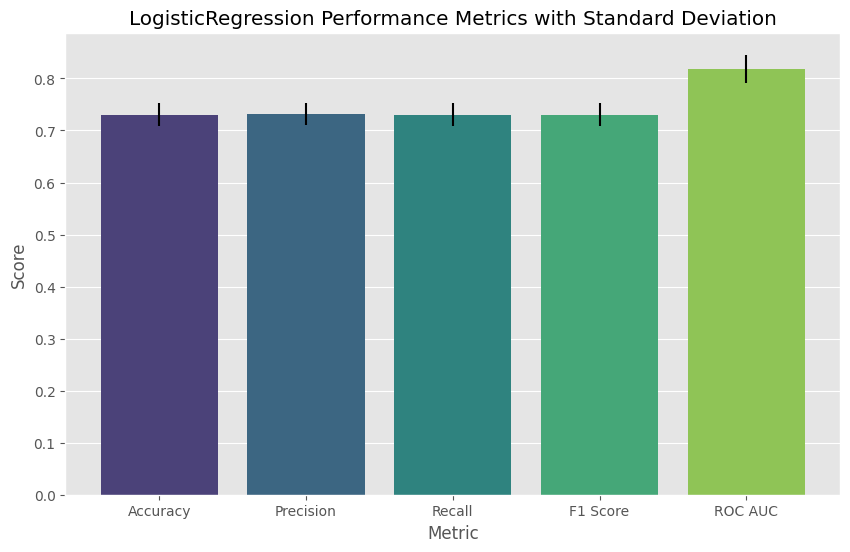 LogisticRegression Performance Metrics with Standard Deviation
Score
0.8
0.7
0.6
0.5
0.4
0.3
0.2
0.1
0.0
Accuracy Precision Recall F1 Score ROC AUC
Metric